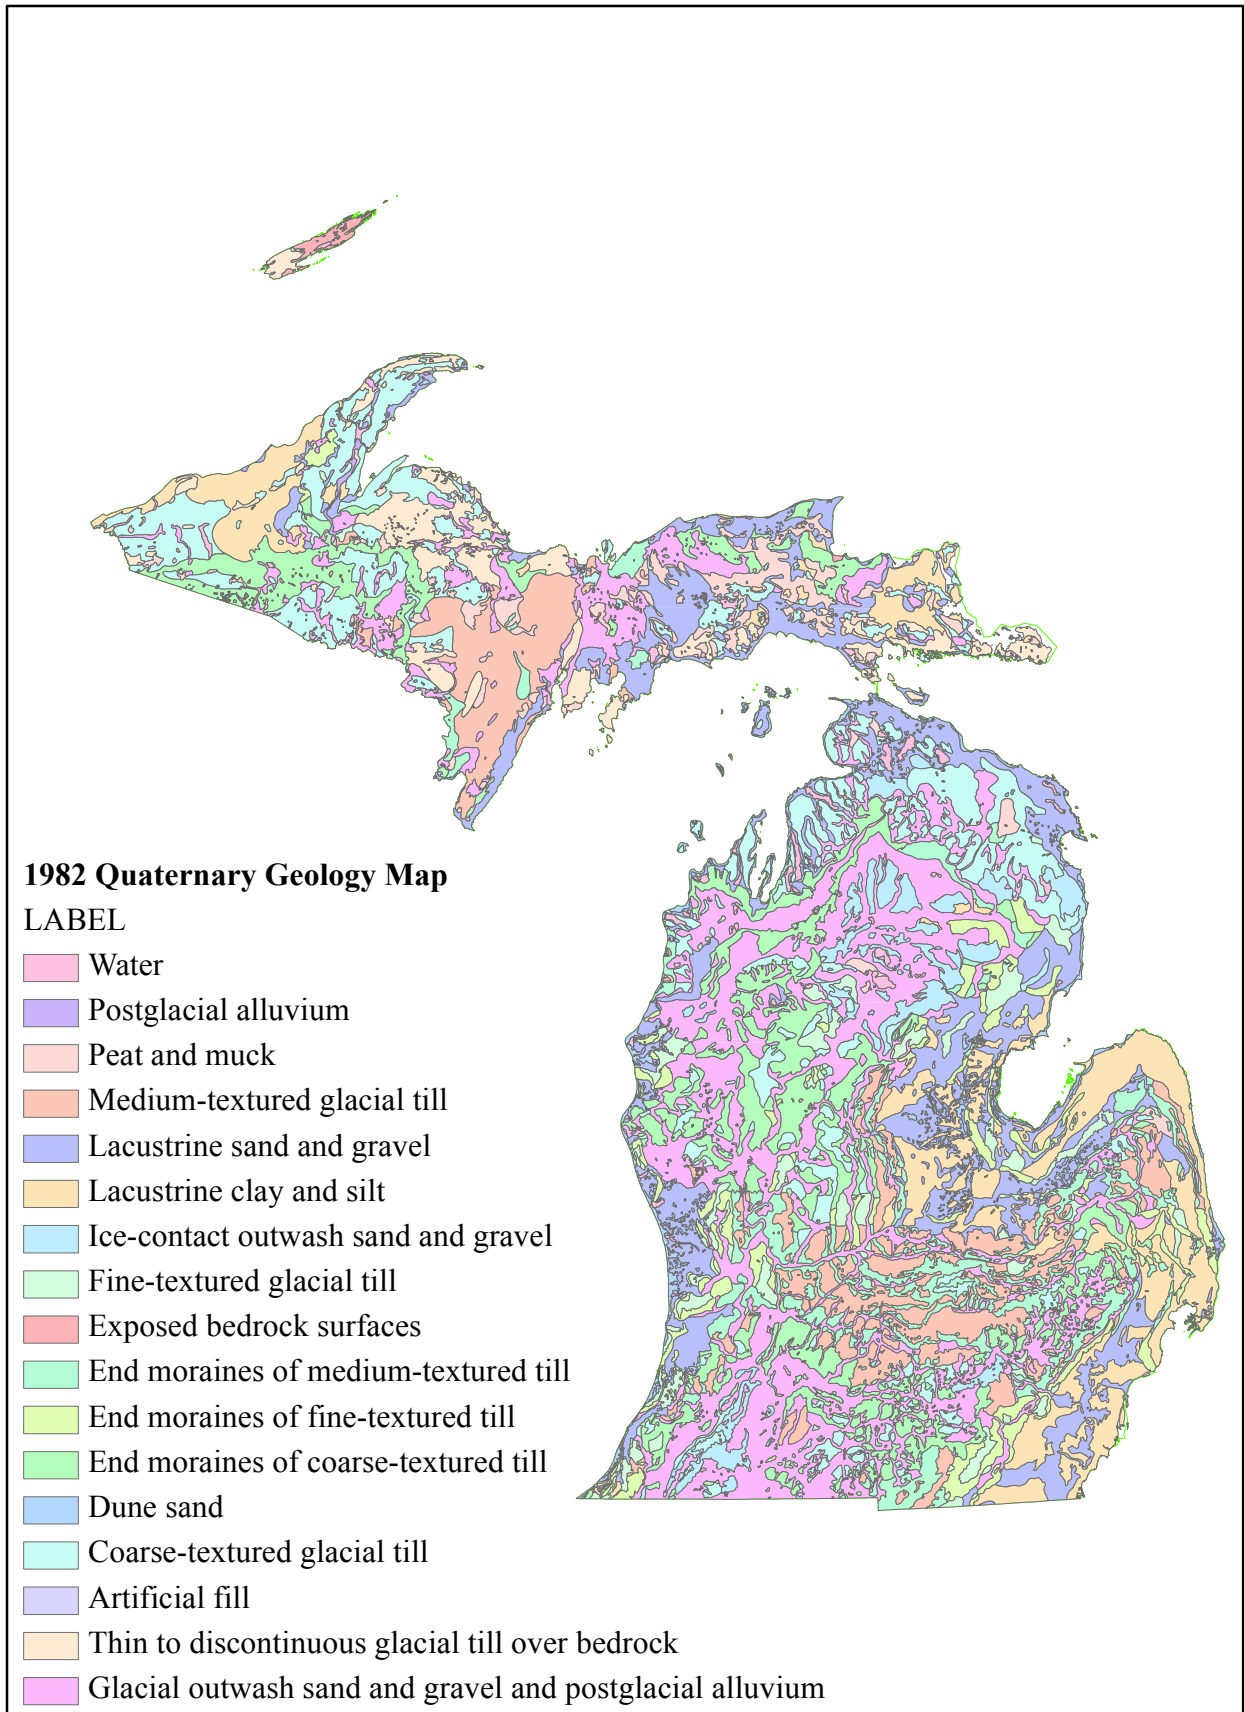 1982 Quaternary Geology Map
LABEL
Water
Postglacial alluvium
Peat and muck
Medium-textured glacial till
Lacustrine sand and gravel
Lacustrine clay and silt
Ice-contact outwash sand and gravel
Fine-textured glacial till
Exposed bedrock surfaces
End moraines of medium-textured till
End moraines of fine-textured till
End moraines of coarse-textured till
Dune sand
Coarse-textured glacial till
Artificial fill
Thin to discontinuous glacial till over bedrock
Glacial outwash sand and gravel and postglacial alluvium